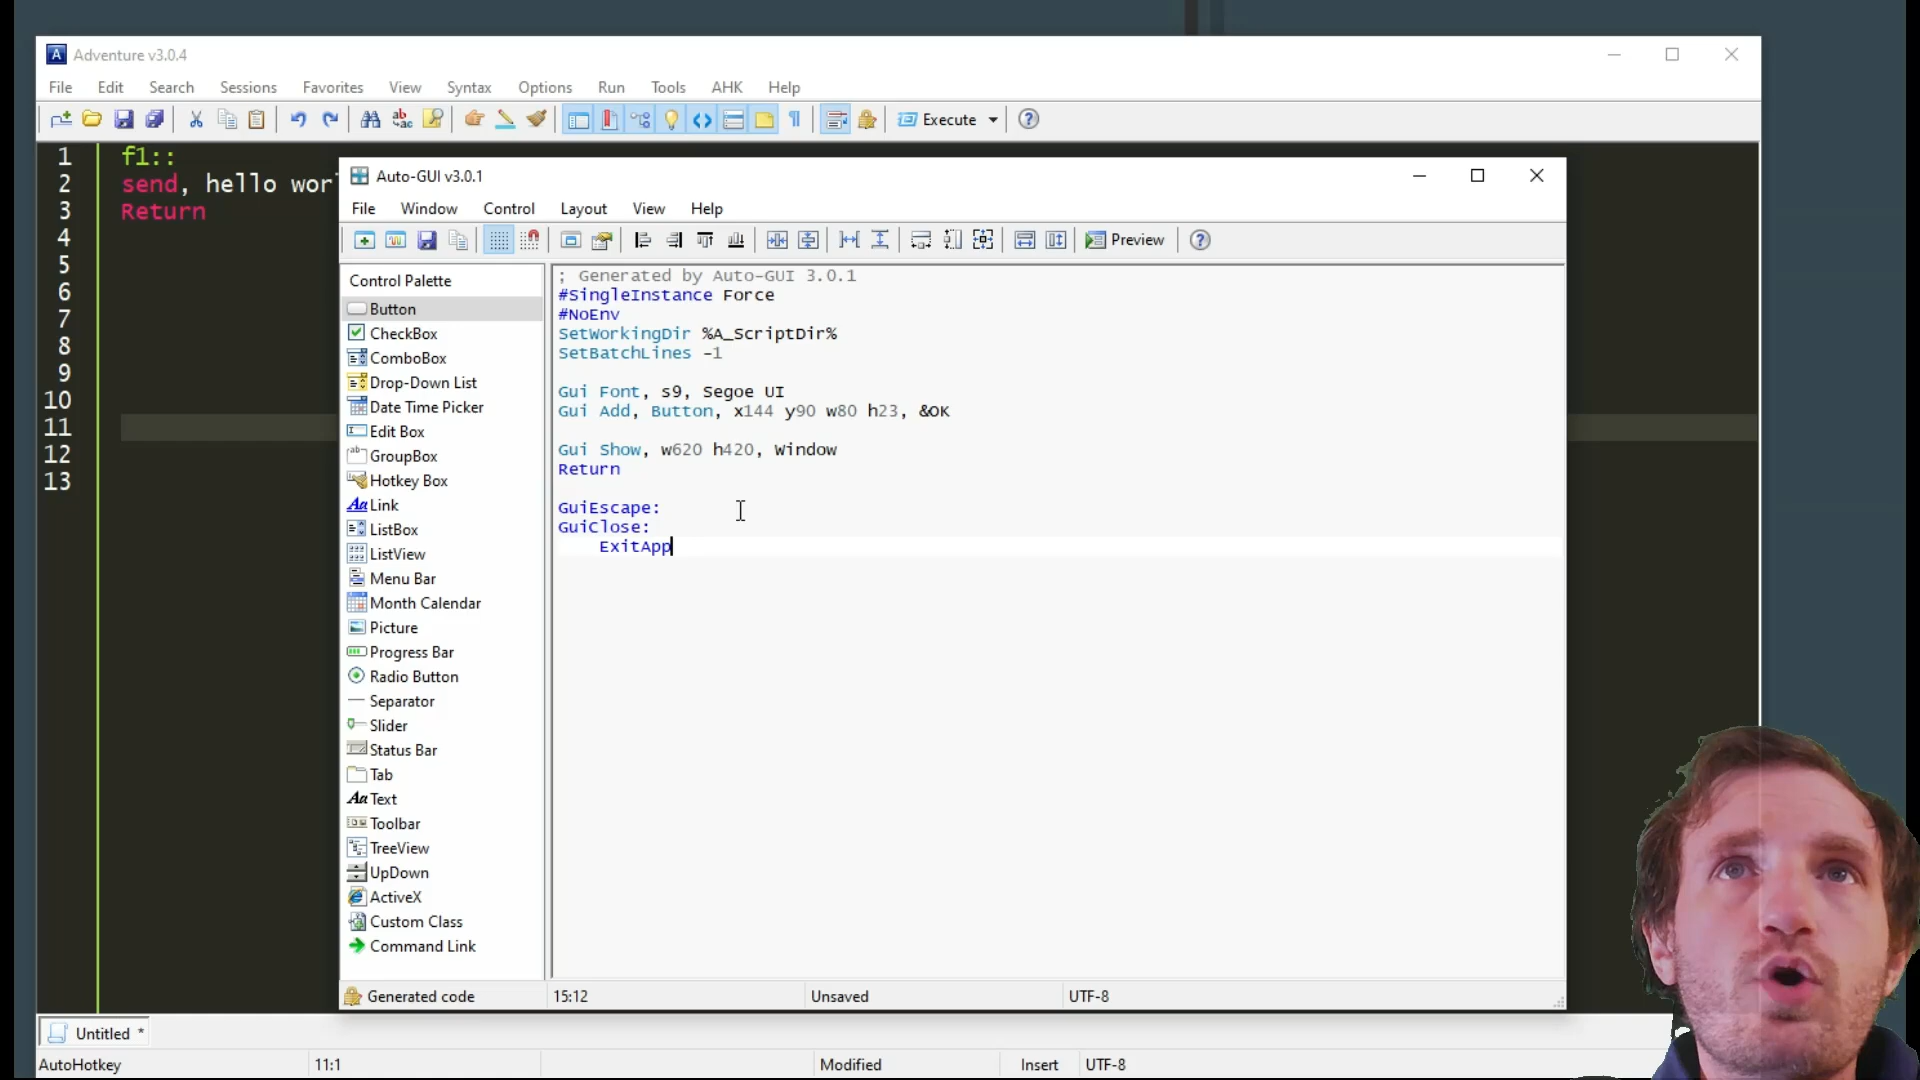 Adventure v3.0.4
File Edit Search Sessions Favorites View Syntax Options Run Tools AHK Help
Execute
1 f1::
2 send, hello wor
3 Return
4
5
6
7
8
9
10
11
12
13
Auto-GUI v3.0.1
File Window Control Layout View Help
Preview
Control Palette
Button
CheckBox
ComboBox
Drop-Down List
Date Time Picker
Edit Box
GroupBox
Hotkey Box
Link
ListBox
ListView
Menu Bar
Month Calendar
Picture
Progress Bar
Radio Button
Separator
Slider
Status Bar
Tab
Text
Toolbar
TreeView
UpDown
ActiveX
Custom Class
Command Link
; Generated by Auto-GUI 3.0.1
#SingleInstance Force
#NoEnv
SetWorkingDir %A_ScriptDir%
SetBatchLines -1
Gui Font, s9, Segoe UI
Gui Add, Button, x144 y90 w80 h23, &OK
Gui Show, w620 h420, Window
Return
GuiEscape:
GuiClose:
ExitApp
Generated code 15:12 Unsaved UTF-8
Untitled *
AutoHotkey 11:1 Modified Insert UTF-8